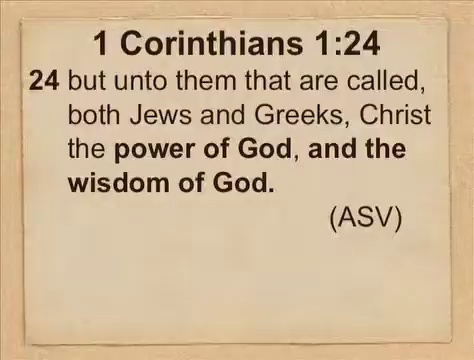 1 Corinthians 1:24
24 but unto them that are called,
both Jews and Greeks, Christ
the power of God, and the
wisdom of God.
(ASV)